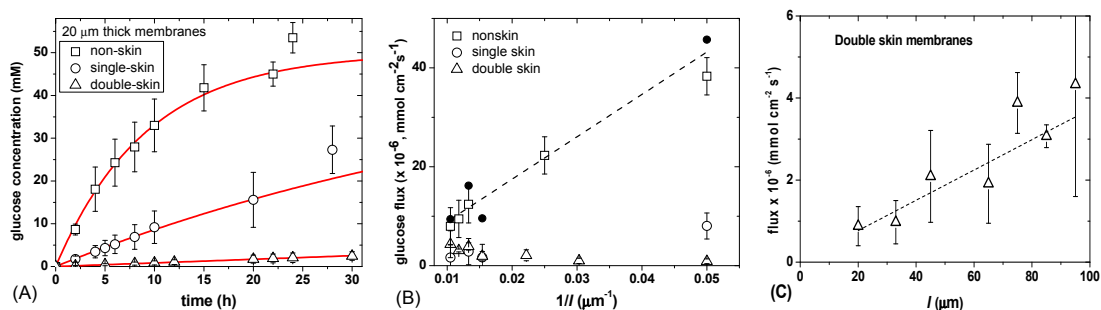 20 μm thick membranes
non-skin
single-skin
double-skin
glucose concentration (mM)
50
40
30
20
10
0
0 5 10 15 20 25 30
time (h)
(A)
nonskin
single skin
double skin
glucose flux (x 10-6, mmol cm-2s-1)
40
20
0
0.01 0.02 0.03 0.04 0.05
1/l (μm-1)
(B)
Double skin membranes
flux x 10-6 (mmol cm-2 s-1)
6
4
2
0
0 20 40 60 80 100
l (μm)
(C)